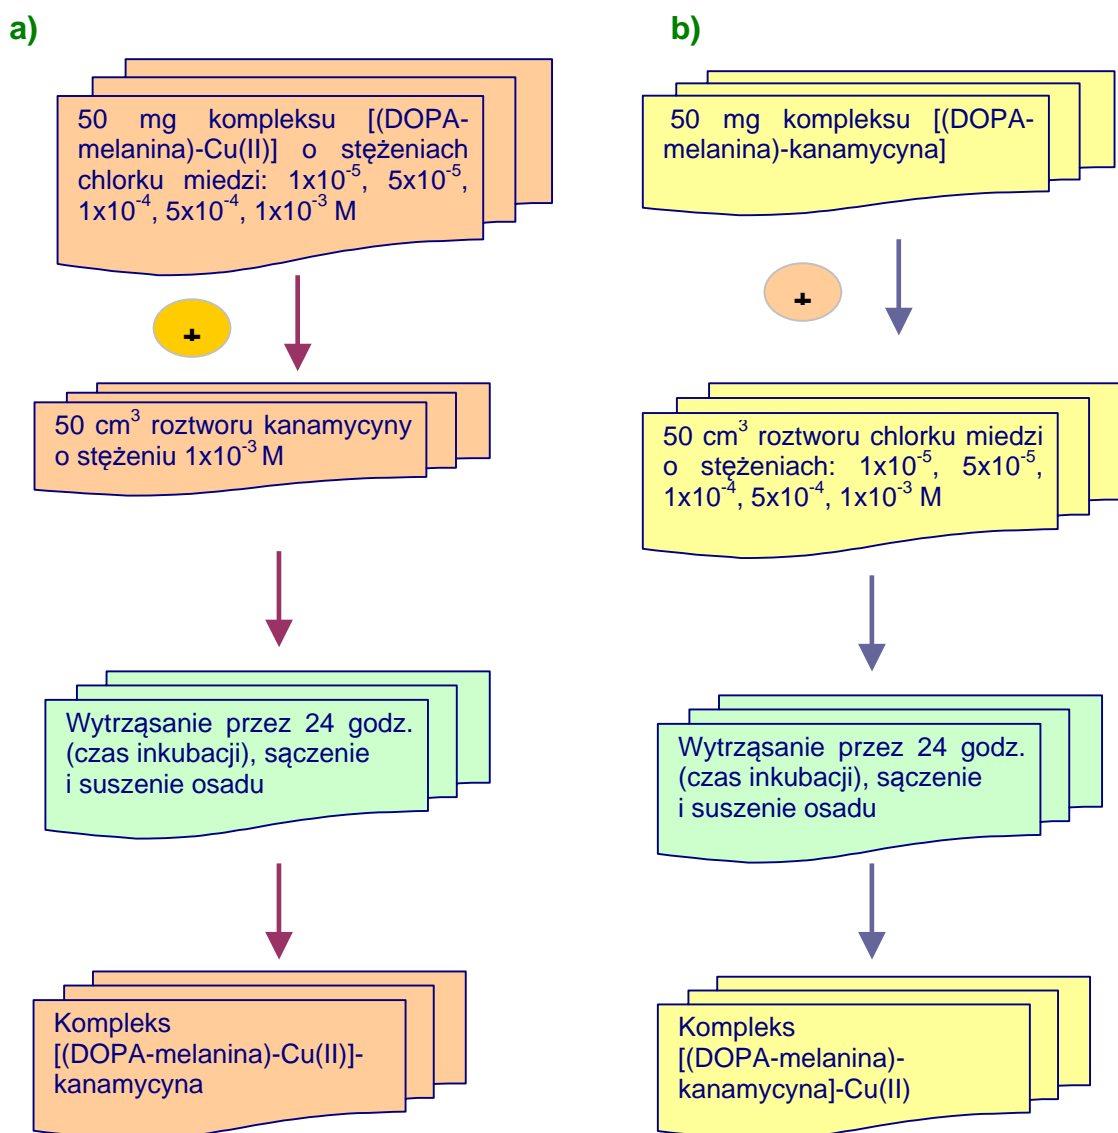 a)
50 mg kompleksu [(DOPA-
melanina)-Cu(II)] o stężeniach
chlorku miedzi: 1x10⁻⁵, 5x10⁻⁵,
1x10⁻⁴, 5x10⁻⁴, 1x10⁻³ M
+
50 cm³ roztworu kanamycyny
o stężeniu 1x10⁻³ M
Wytrząsanie przez 24 godz.
(czas inkubacji), sączenie
i suszenie osadu
Kompleks
[(DOPA-melanina)-Cu(II)]-
kanamycyna
b)
50 mg kompleksu [(DOPA-
melanina)-kanamycyna]
+
50 cm³ roztworu chlorku miedzi
o stężeniach: 1x10⁻⁵, 5x10⁻⁵,
1x10⁻⁴, 5x10⁻⁴, 1x10⁻³ M
Wytrząsanie przez 24 godz.
(czas inkubacji), sączenie
i suszenie osadu
Kompleks
[(DOPA-melanina)-
kanamycyna]-Cu(II)